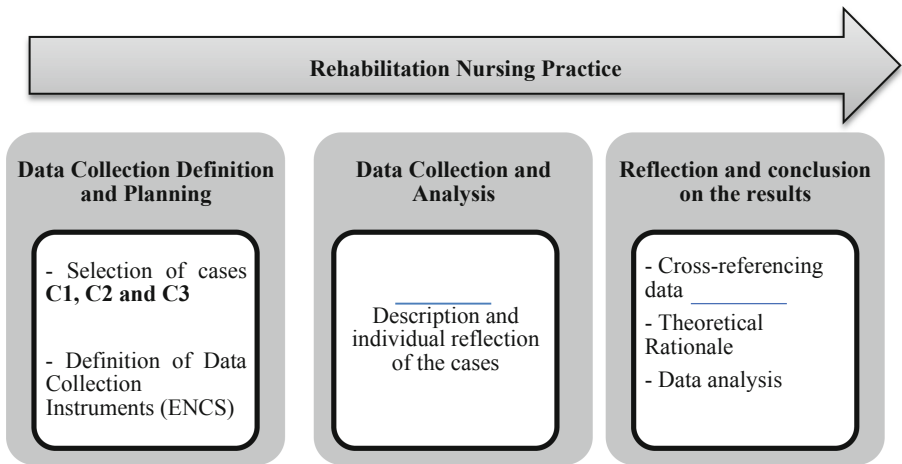 Rehabilitation Nursing Practice
Data Collection Definition
and Planning
- Selection of cases
C1, C2 and C3
- Definition of Data
Collection
Instruments (ENCS)
Data Collection and
Analysis
Description and
individual reflection
of the cases
Reflection and conclusion
on the results
- Cross-referencing
data
- Theoretical
Rationale
- Data analysis